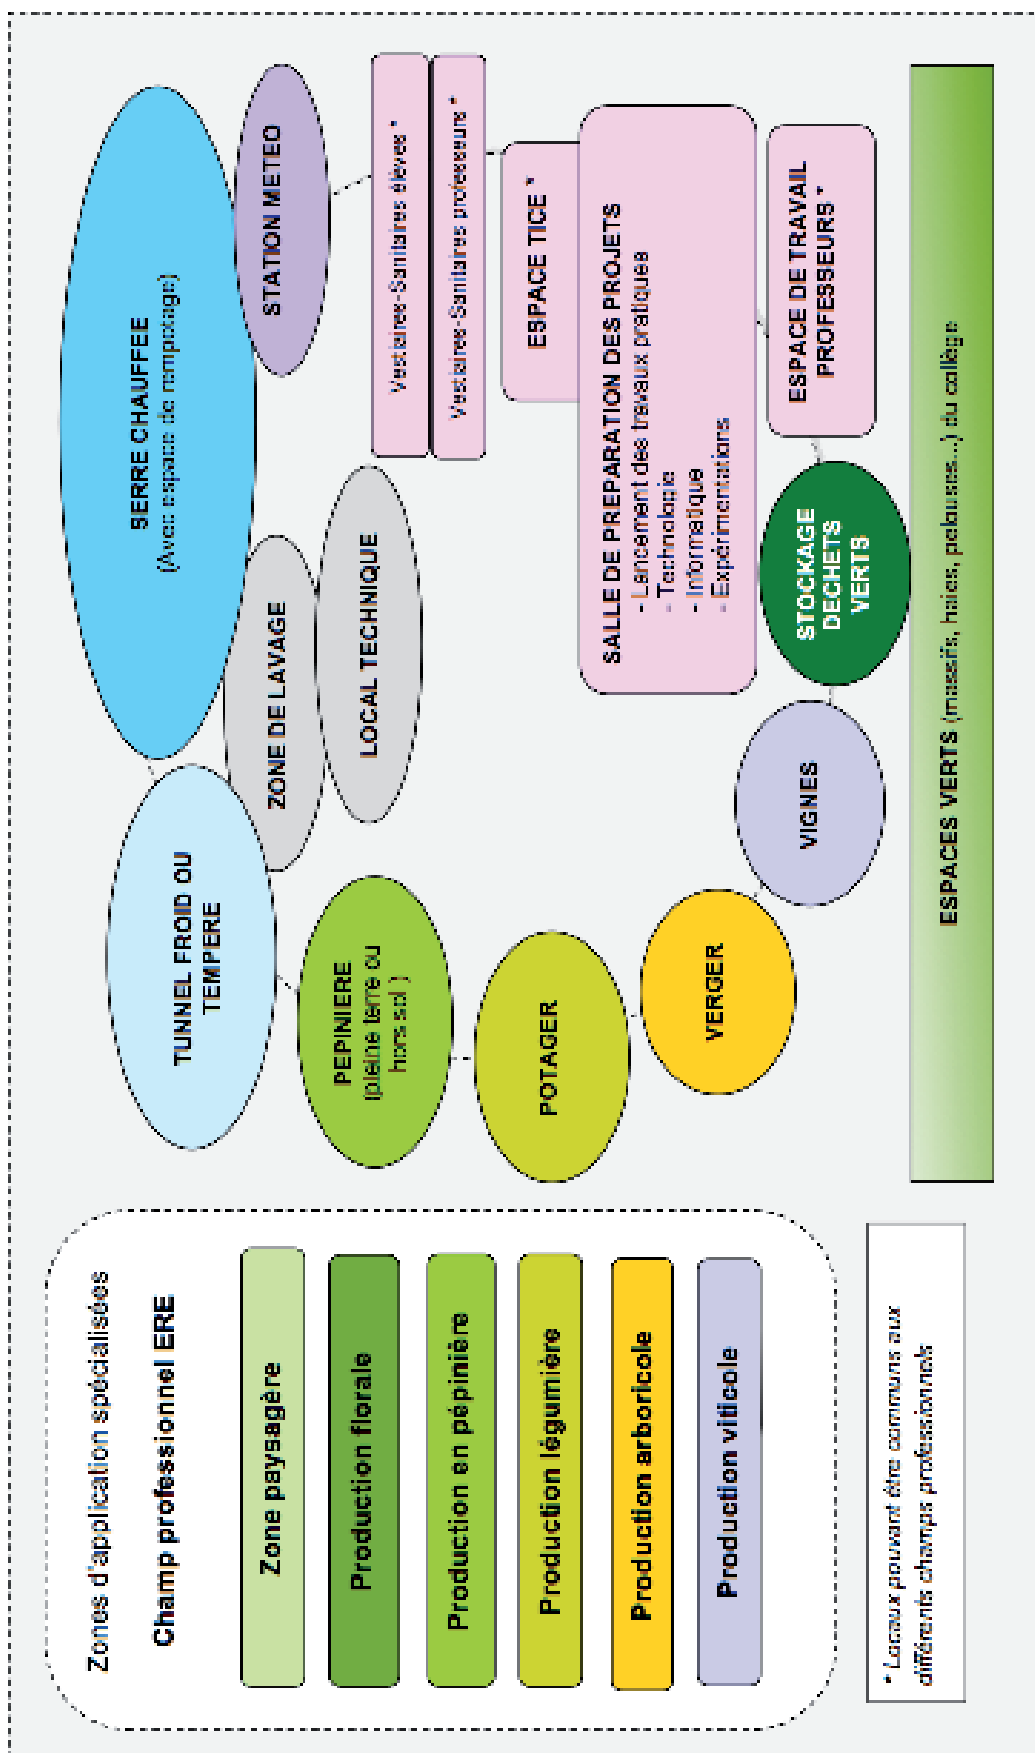 Zones d'application spécialisées
Champ professionnel ERE
Zone paysagère
Production florale
Production en pépinière
Production légumière
Production arboricole
Production viticole
* Locaux pouvant être communs aux
différents champs professionnels
SERRE CHAUFFEE
(Avec espace de rempotage)
TUNNEL FROID OU
TEMPERE
STATION METEO
ZONE DE LAVAGE
LOCAL TECHNIQUE
Vestiaires-Sanitaires élèves *
Vestiaires-Sanitaires professeurs *
PEPINIERE
(pleine terre ou
hors sol )
ESPACE TICE *
POTAGER
SALLE DE PREPARATION DES PROJETS
- Lancement des travaux pratiques
- Technologie
- Informatique
- Expérimentations
VERGER
VIGNES
STOCKAGE
DECHETS
VERTS
ESPACE DE TRAVAIL
PROFESSEURS *
ESPACES VERTS (massifs, haies, pelouses...) du collège